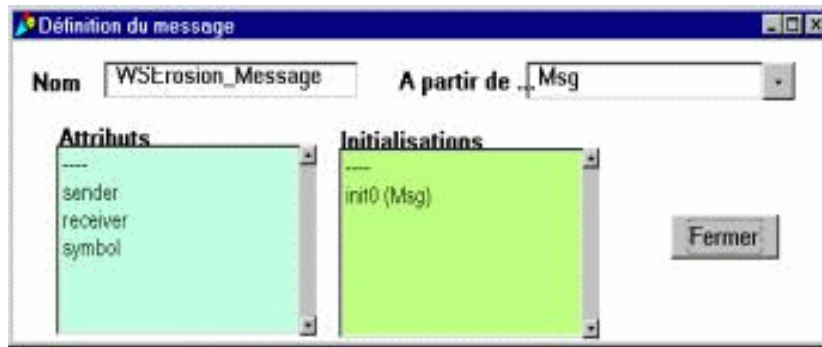 Définition du message
Nom WSErosion_Message A partir de ... Msg
Attributs
----
sender
receiver
symbol
Initialisations
----
init0 (Msg)
Fermer